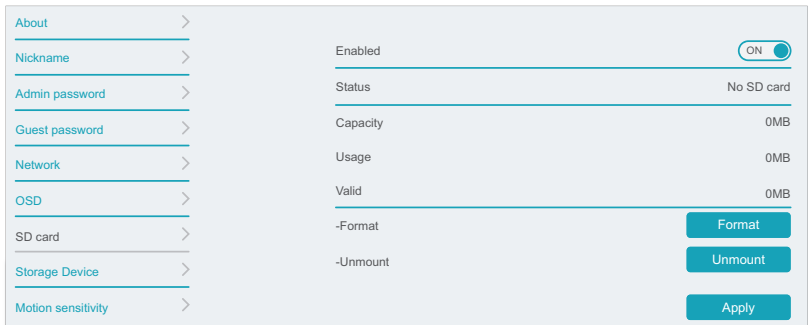 About
Nickname
Admin password
Guest password
Network
OSD
SD card
Storage Device
Motion sensitivity
Enabled ON
Status No SD card
Capacity 0MB
Usage 0MB
Valid 0MB
-Format Format
-Unmount Unmount
Apply